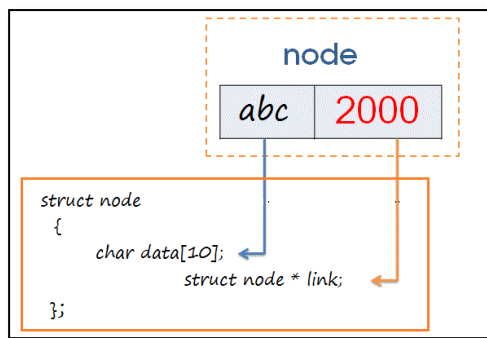 node
abc 2000
struct node
{
char data[10];
struct node * link;
};